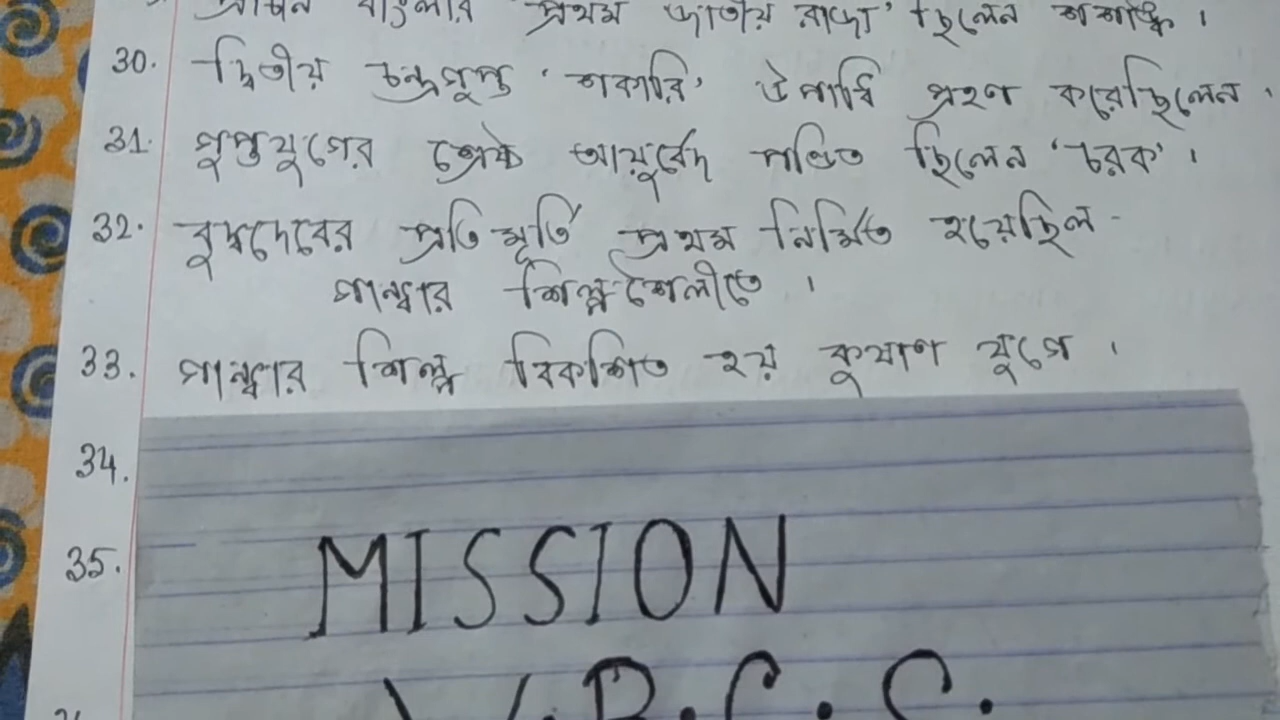 প্রাচীন বাংলার প্রথম 'জাতীয় রাজা' ছিলেন শশাঙ্ক ।
30. দ্বিতীয় চন্দ্রগুপ্ত 'শকারি' উপাধি গ্রহণ করেছিলেন ।
31. গুপ্তযুগের শ্রেষ্ঠ আয়ুর্বেদ পণ্ডিত ছিলেন 'চরক' ।
32. বুদ্ধদেবের প্রতিমূর্তি প্রথম নির্মিত হয়েছিল -
গান্ধার শিল্পশৈলীতে ।
33. গান্ধার শিল্প বিকশিত হয় কুষাণ যুগে ।
34.
35.
MISSION
W.B.C.S.